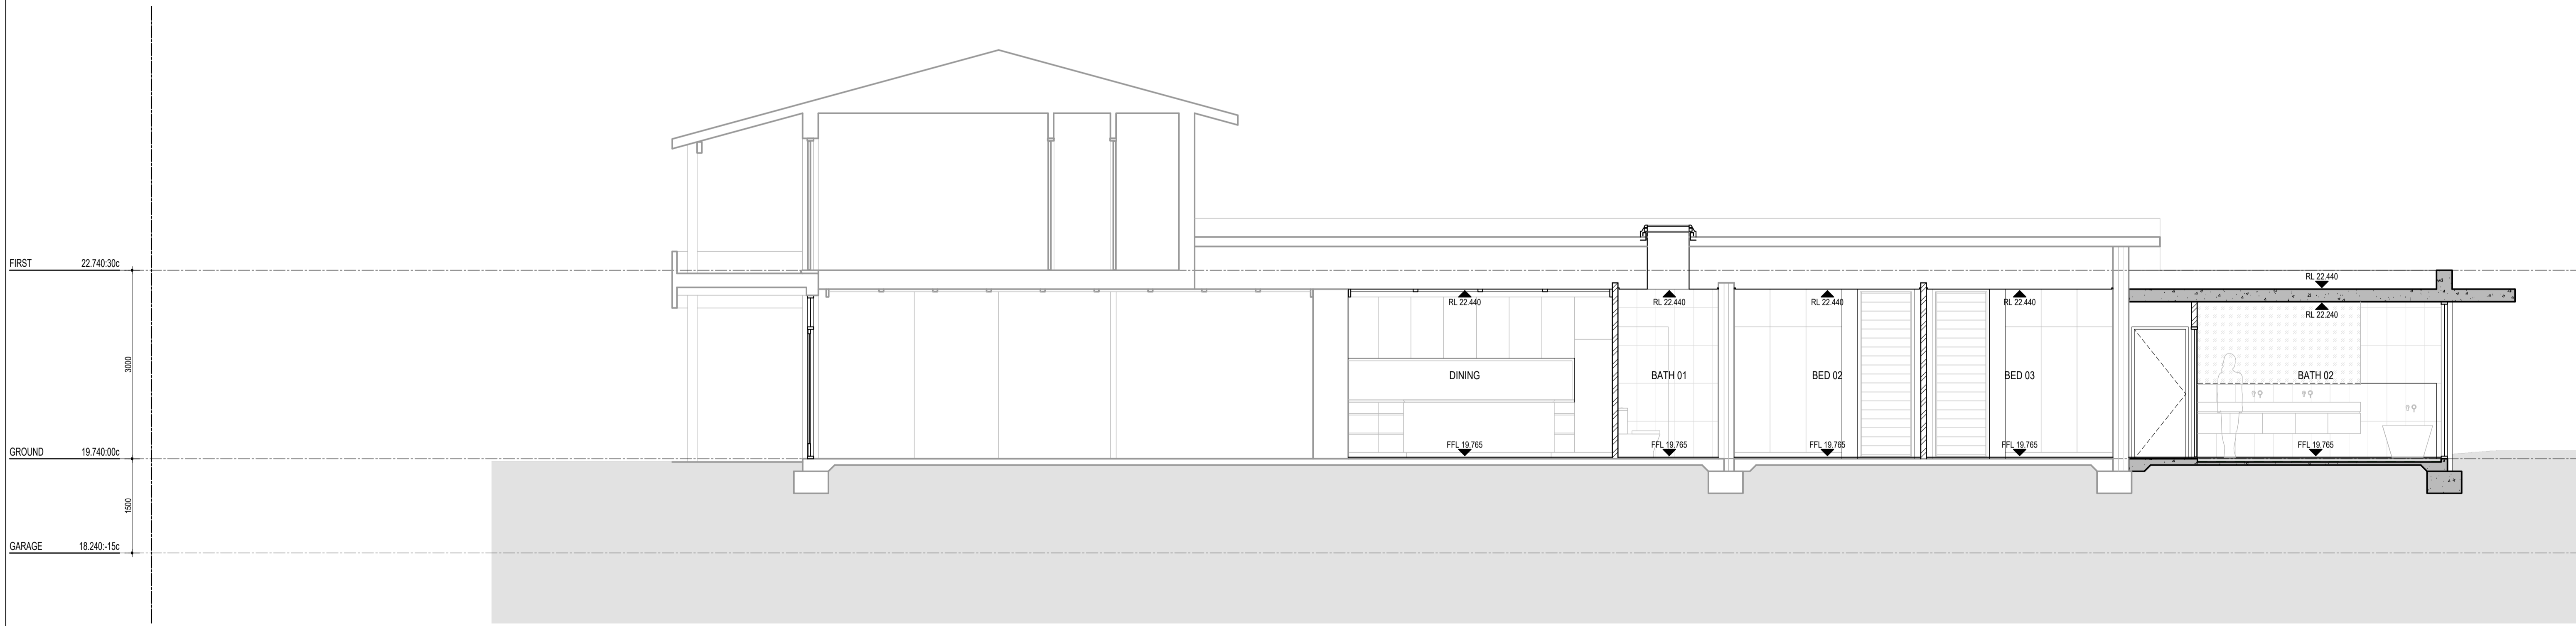 FIRST 22.740:30c
3000
GROUND 19.740:00c
1500
GARAGE 18.240:-15c
RL 22.440
DINING
FFL 19.765
RL 22.440
BATH 01
FFL 19.765
RL 22.440
BED 02
FFL 19.765
RL 22.440
BED 03
FFL 19.765
RL 22.440
RL 22.240
BATH 02
FFL 19.765